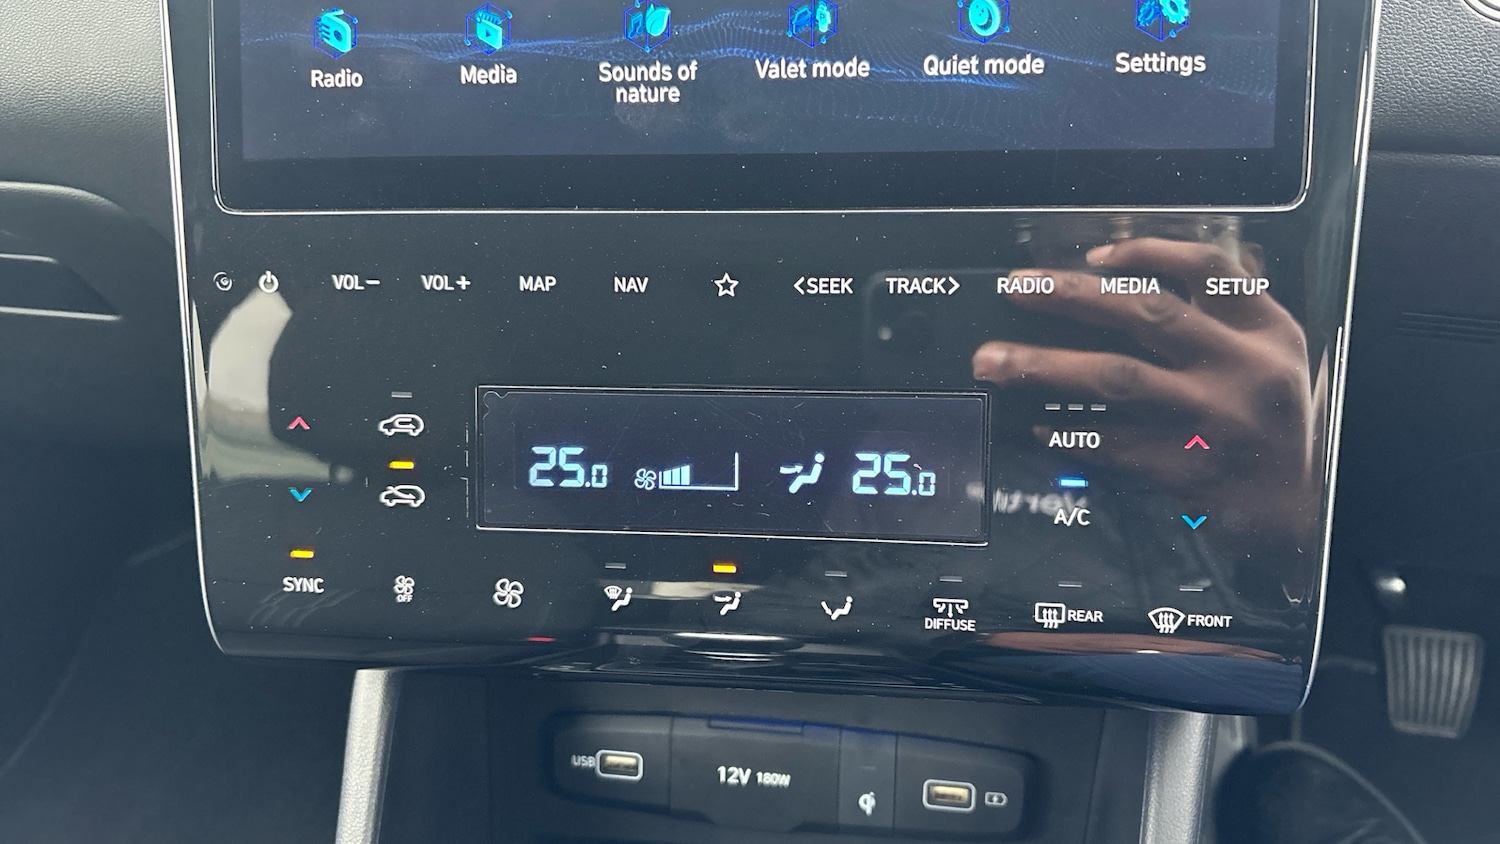 Radio
Media
Sounds of
nature
Valet mode
Quiet mode
Settings
VOL−
VOL+
MAP
NAV
<SEEK
TRACK>
RADIO
MEDIA
SETUP
25.0
25.0
AUTO
A/C
SYNC
OFF
DIFFUSE
REAR
FRONT
USB
12V 180W